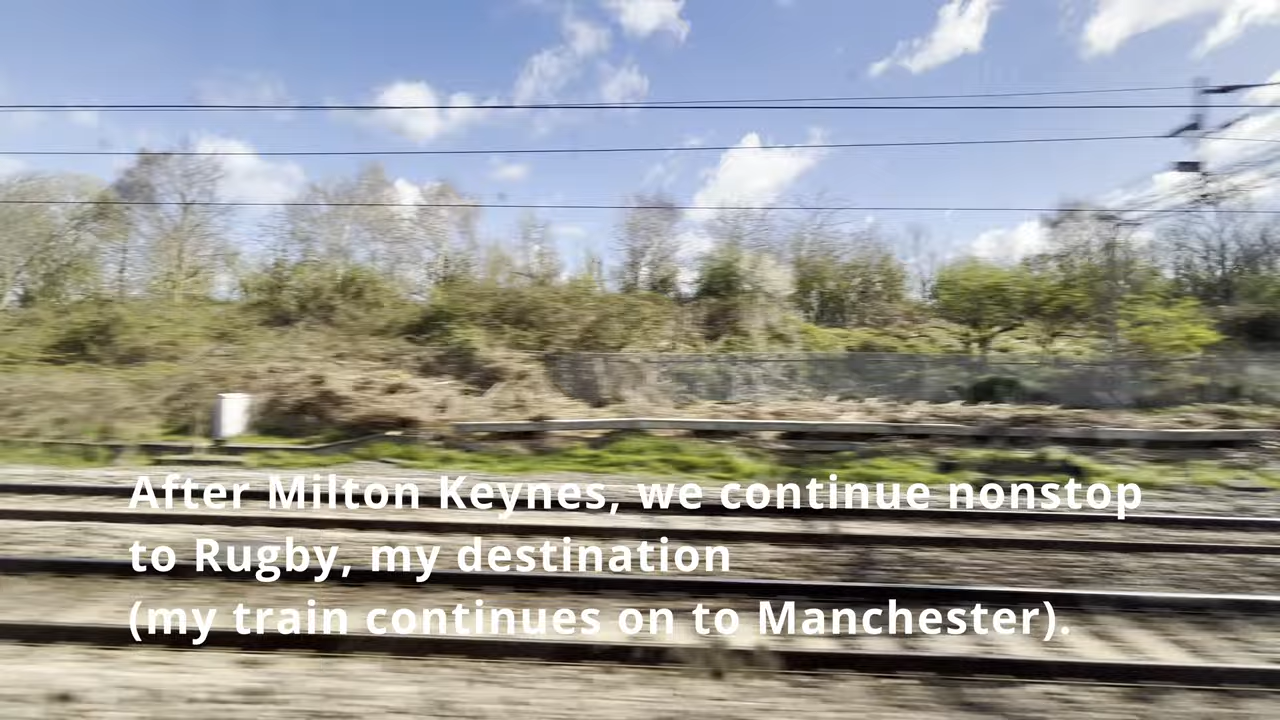 After Milton Keynes, we continue nonstop
to Rugby, my destination
(my train continues on to Manchester).